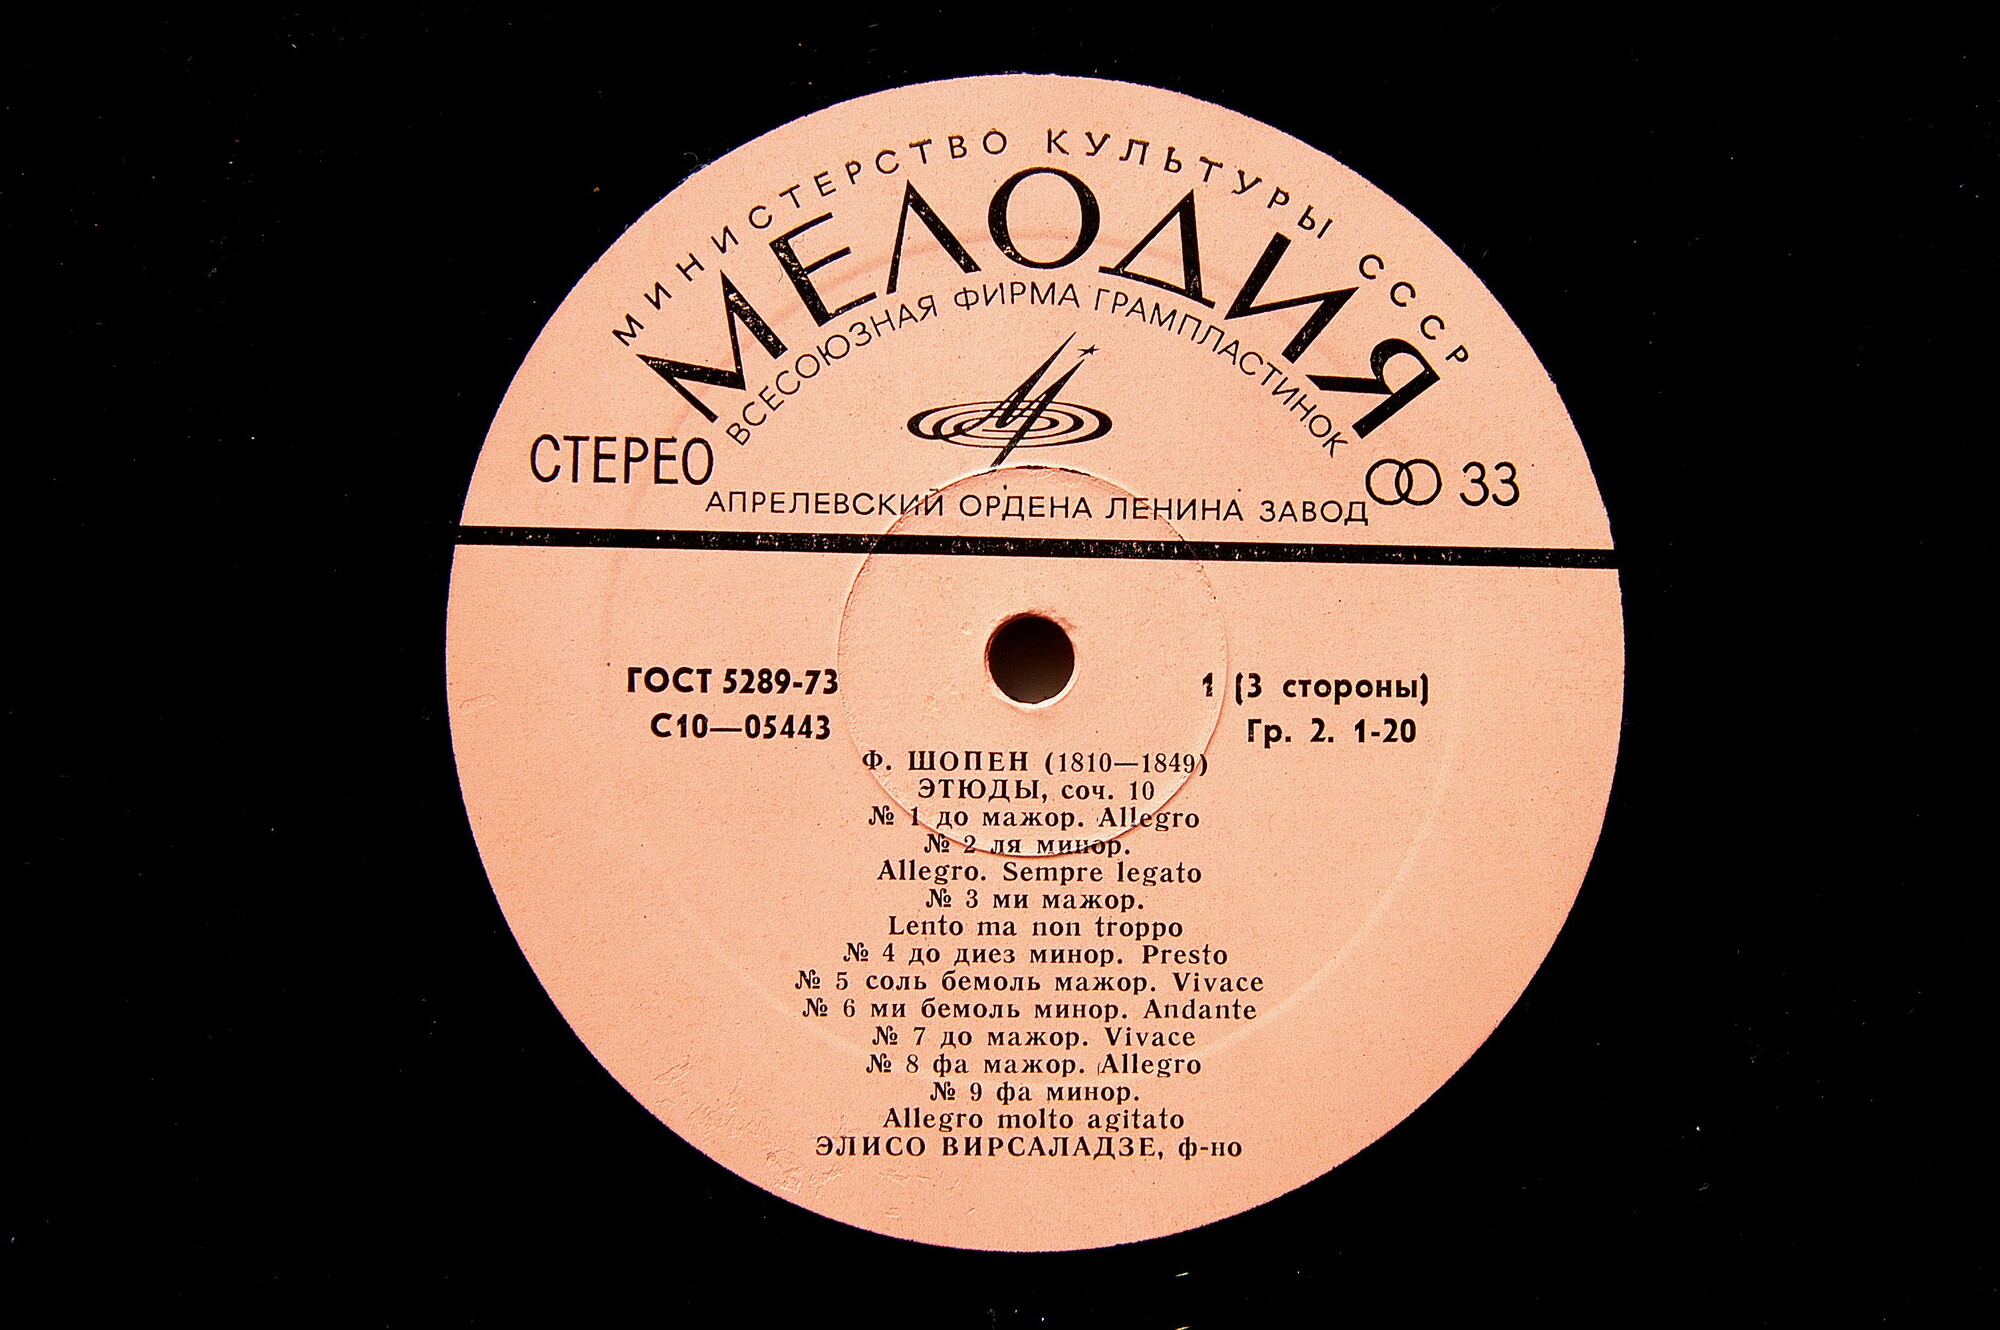 МИНИСТЕРСТВО КУЛЬТУРЫ СССР
МЕЛОДИЯ
ВСЕСОЮЗНАЯ ФИРМА ГРАМПЛАСТИНОК
СТЕРЕО
33
АПРЕЛЕВСКИЙ ОРДЕНА ЛЕНИНА ЗАВОД
ГОСТ 5289-73
С10—05443
1 (3 стороны)
Гр. 2. 1-20
Ф. ШОПЕН (1810—1849)
ЭТЮДЫ, соч. 10
№ 1 до мажор. Allegro
№ 2 ля минор.
Allegro. Sempre legato
№ 3 ми мажор.
Lento ma non troppo
№ 4 до диез минор. Presto
№ 5 соль бемоль мажор. Vivace
№ 6 ми бемоль минор. Andante
№ 7 до мажор. Vivace
№ 8 фа мажор. Allegro
№ 9 фа минор.
Allegro molto agitato
ЭЛИСО ВИРСАЛАДЗЕ, ф-но